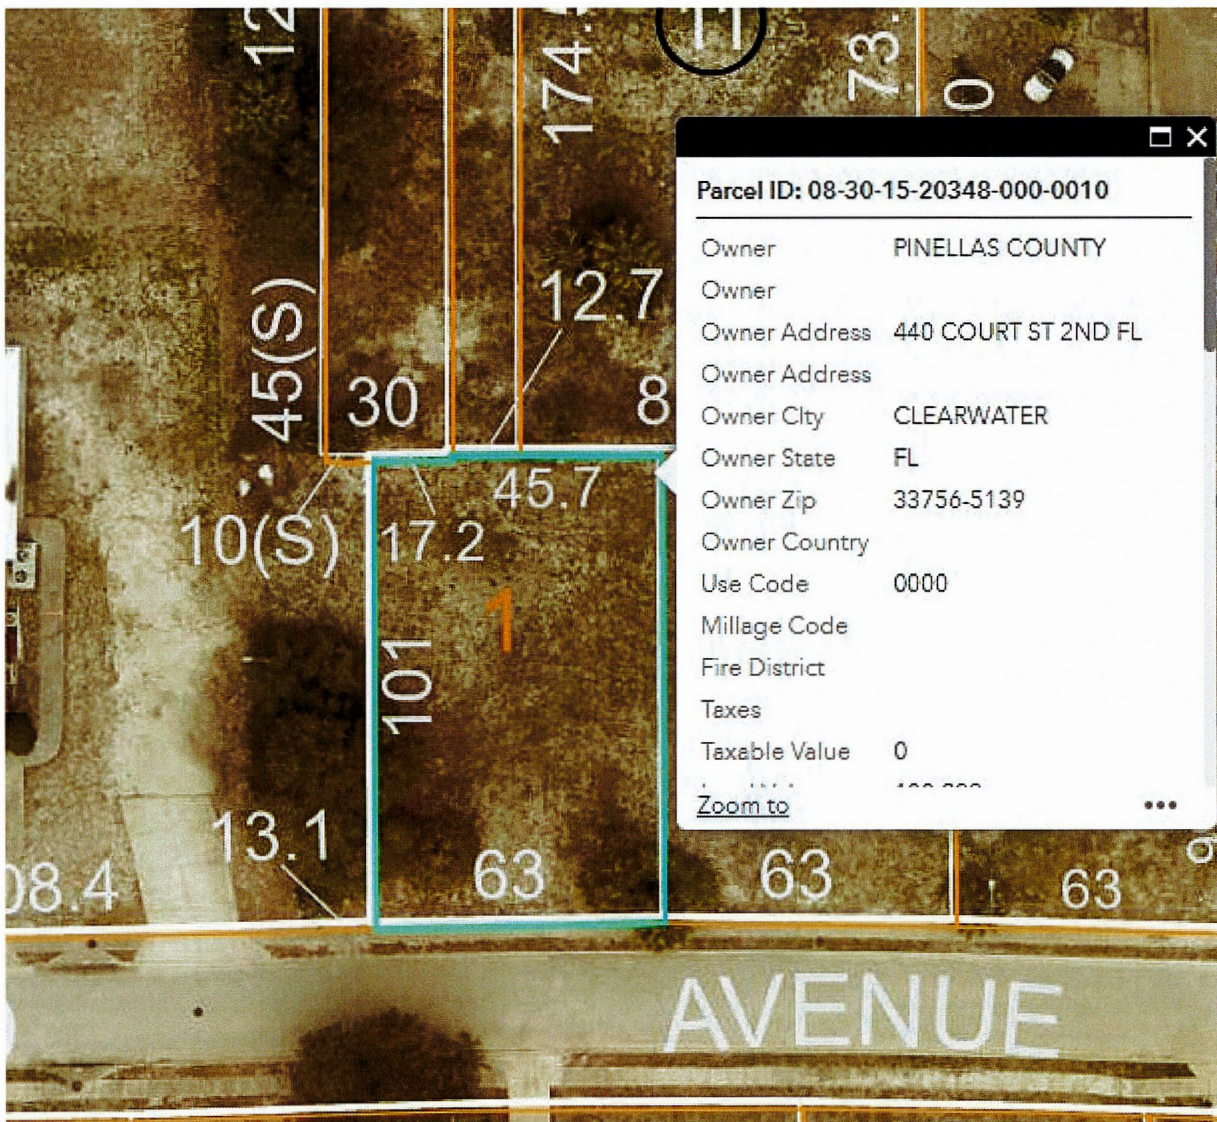 12
174.5
11
73.
0
Parcel ID: 08-30-15-20348-000-0010
Owner PINELLAS COUNTY
Owner
Owner Address 440 COURT ST 2ND FL
Owner Address
Owner City CLEARWATER
Owner State FL
Owner Zip 33756-5139
Owner Country
Use Code 0000
Millage Code
Fire District
Taxes
Taxable Value 0
Zoom to
45(S)
30
12.7
8
45.7
10(S)
17.2
1
101
13.1
08.4
63
63
63
AVENUE